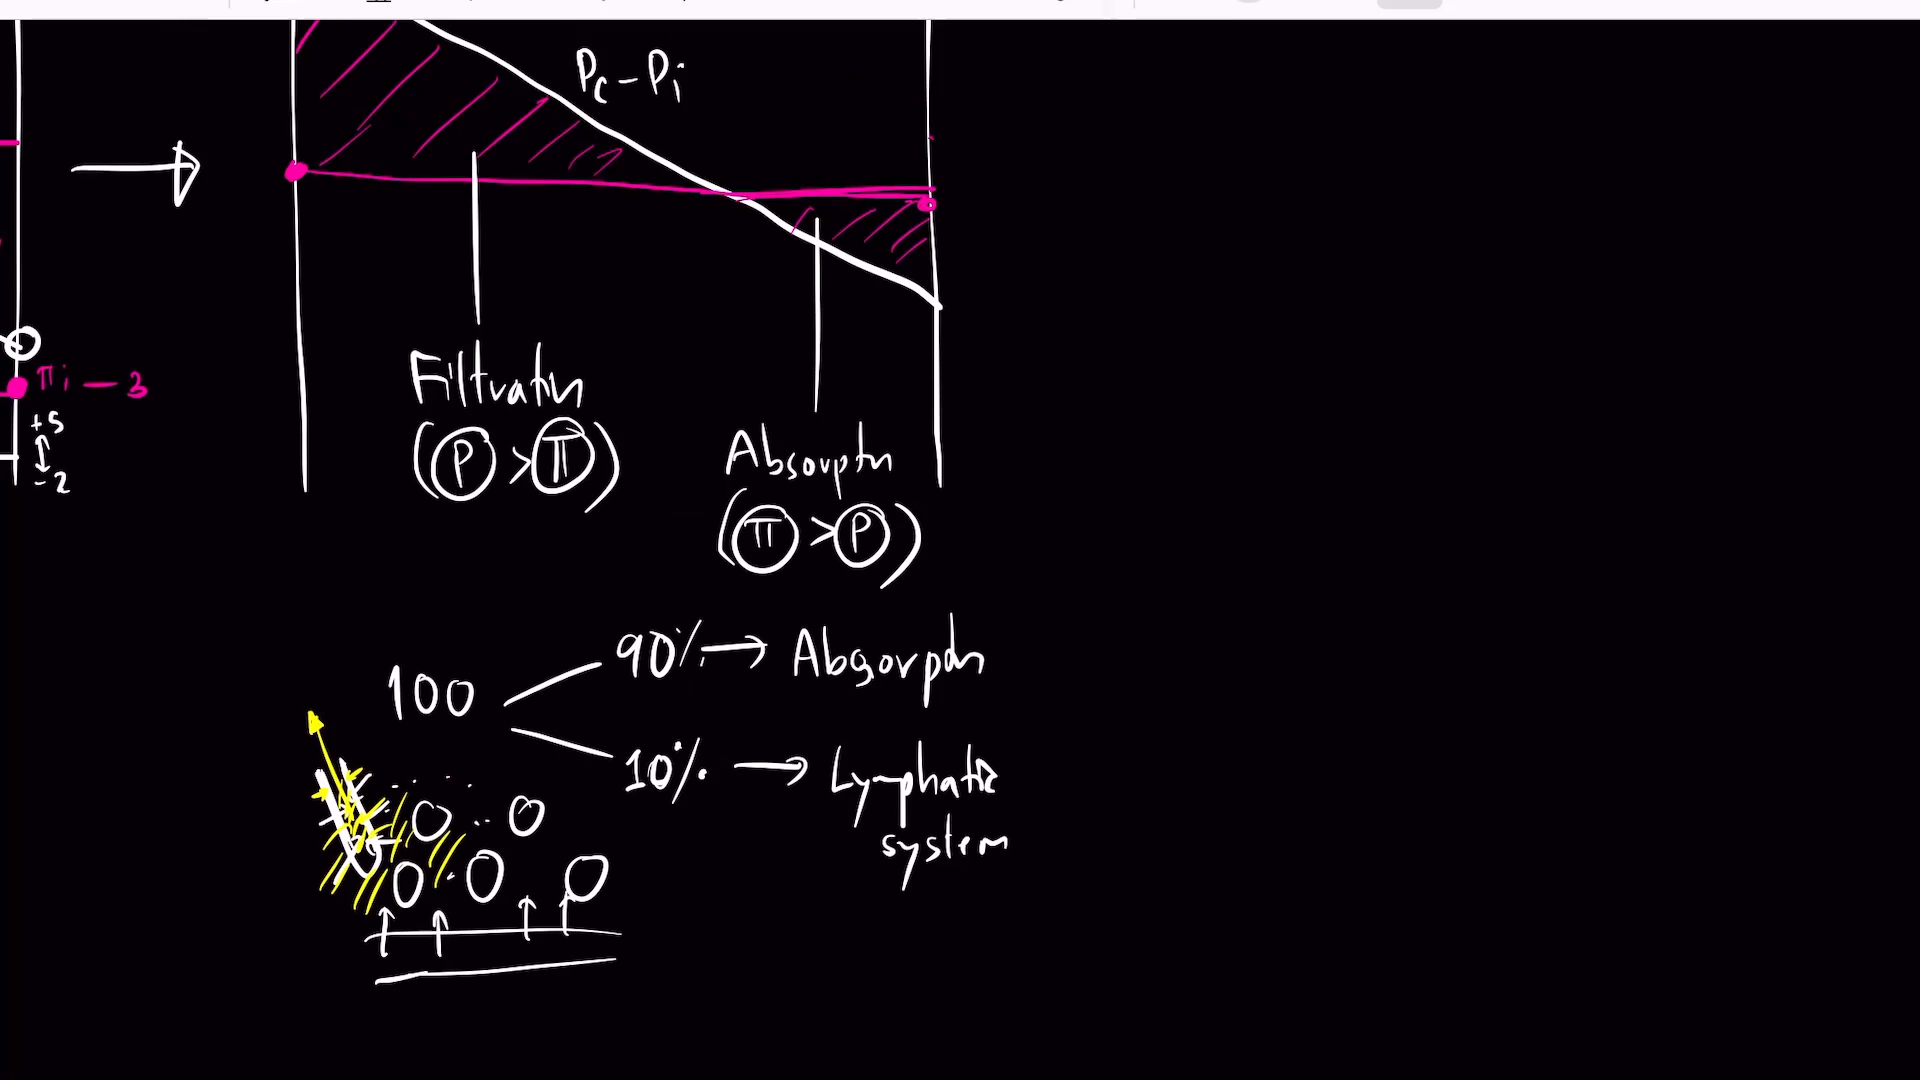 Pc-Pi
πi - 3
+5
-2
Filtratn
(P > π)
Absorptn
(π > P)
100
90% → Absorptn
10% → Lymphatic
system